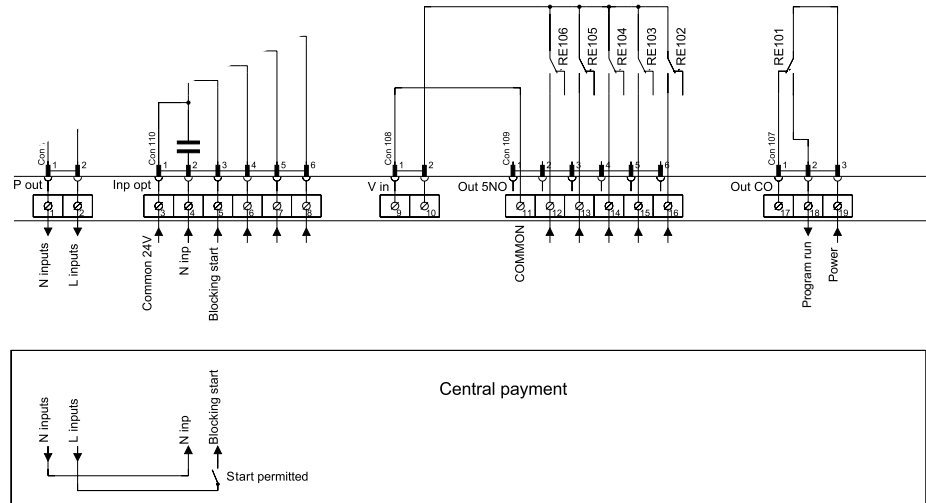 RE106
RE105
RE104
RE103
RE102
RE101
Con 110
Con 108
Con 109
Con 107
1 2
1 2 3 4 5 6
1 2
1 2 3 4 5 6
1 2 3
P out
Inp opt
V in
Out 5NO
Out CO
1 2
3 4 5 6 7 8
9 10
11 12 13 14 15 16
17 18 19
N inputs
L inputs
Common 24V
N inp
Blocking start
COMMON
Program run
Power
Central payment
N inputs
L inputs
N inp
Blocking start
Start permitted